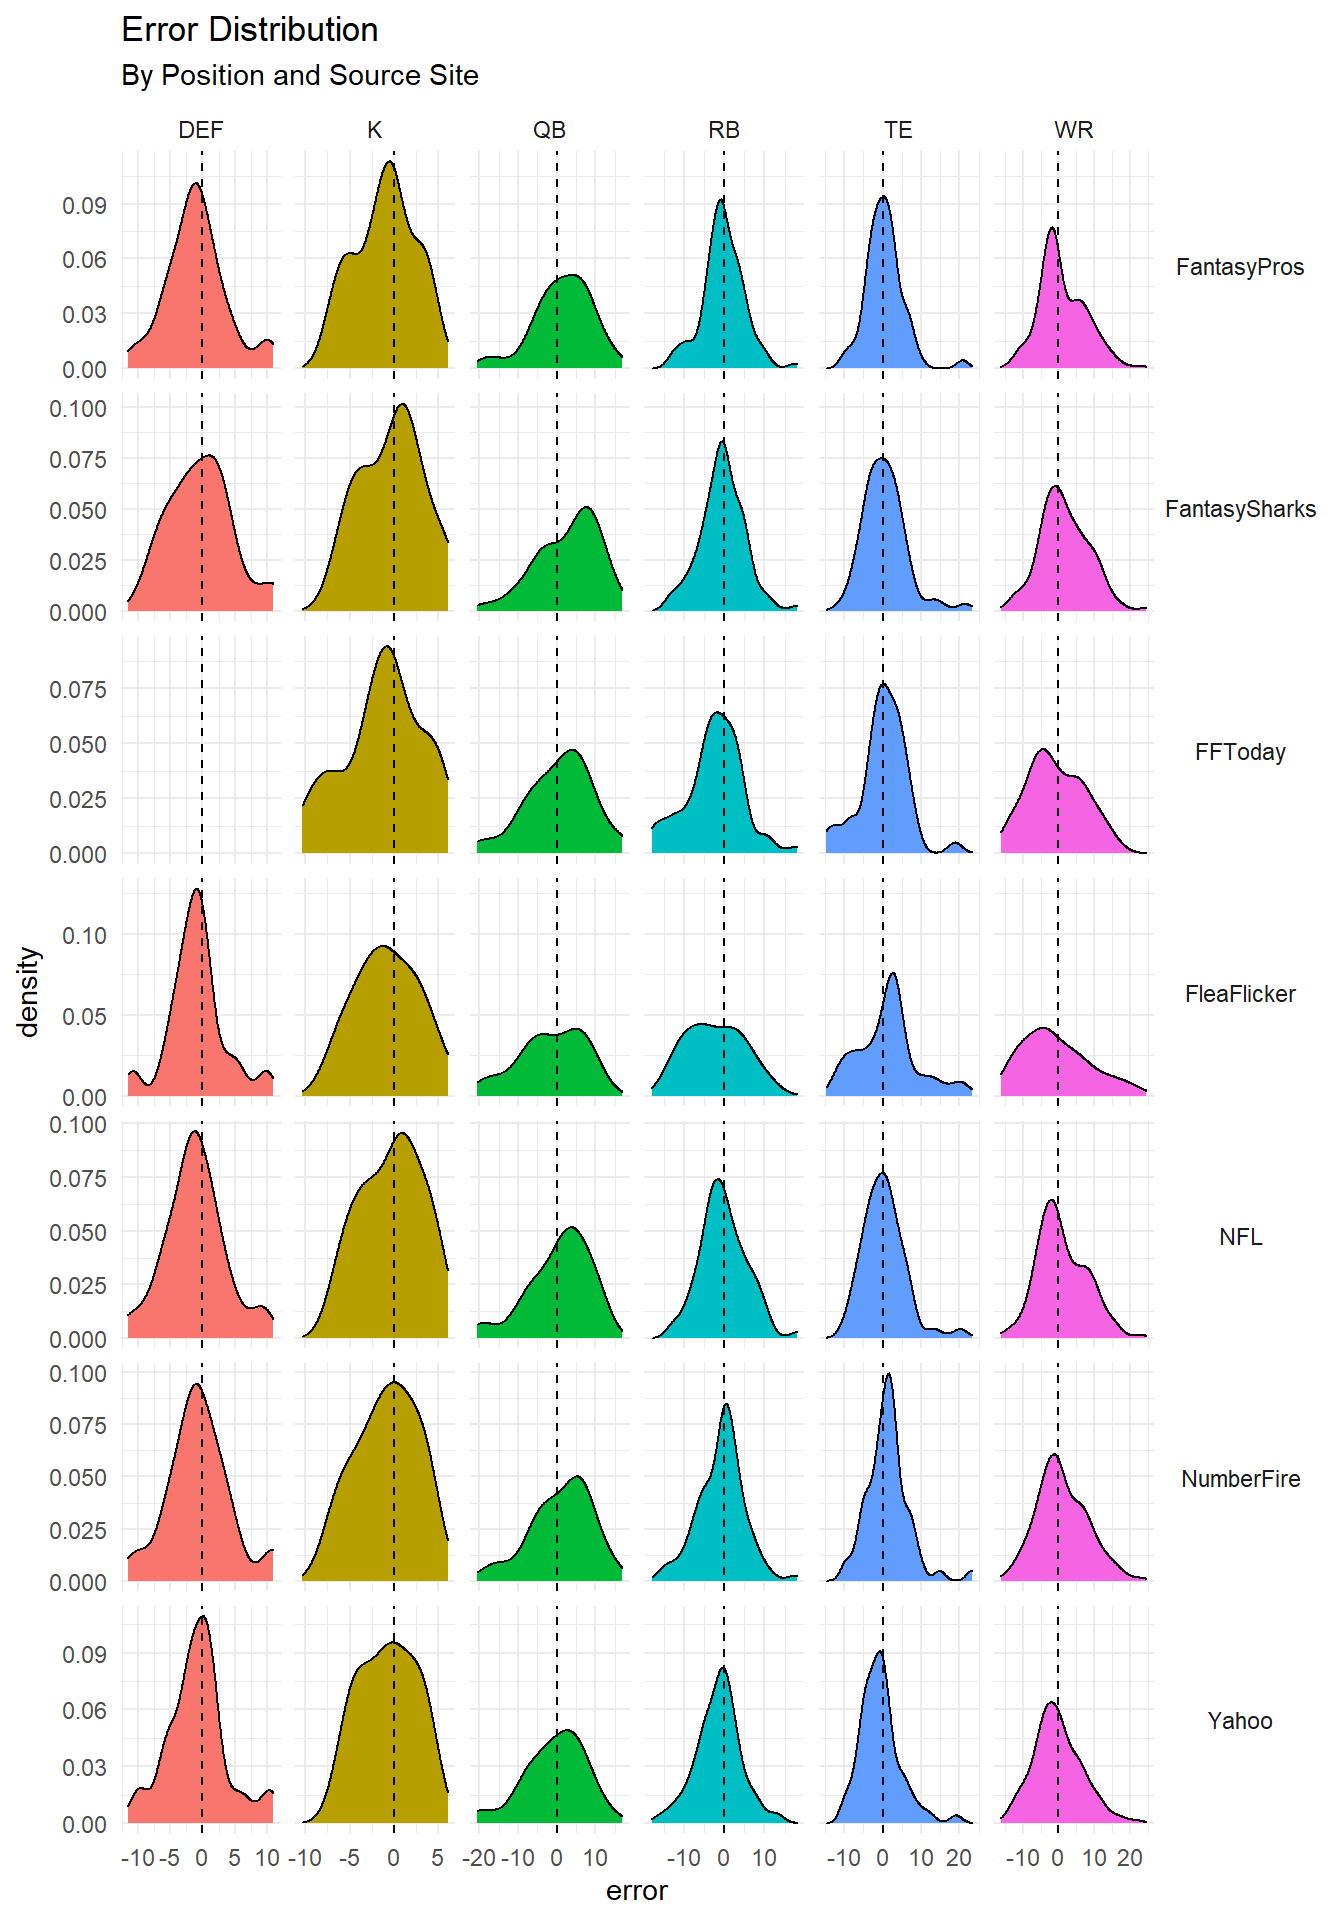 Error Distribution
By Position and Source Site
DEF K QB RB TE WR
0.09
0.06
0.03
0.00
FantasyPros
0.100
0.075
0.050
0.025
0.000
FantasySharks
0.075
0.050
0.025
0.000
FFToday
0.10
0.05
0.00
FleaFlicker
density
0.100
0.075
0.050
0.025
0.000
NFL
0.100
0.075
0.050
0.025
0.000
NumberFire
0.09
0.06
0.03
0.00
Yahoo
-10 -5 0 5 10 -10 -5 0 5 -20 -10 0 10 -10 0 10 -10 0 10 20 -10 0 10 20
error